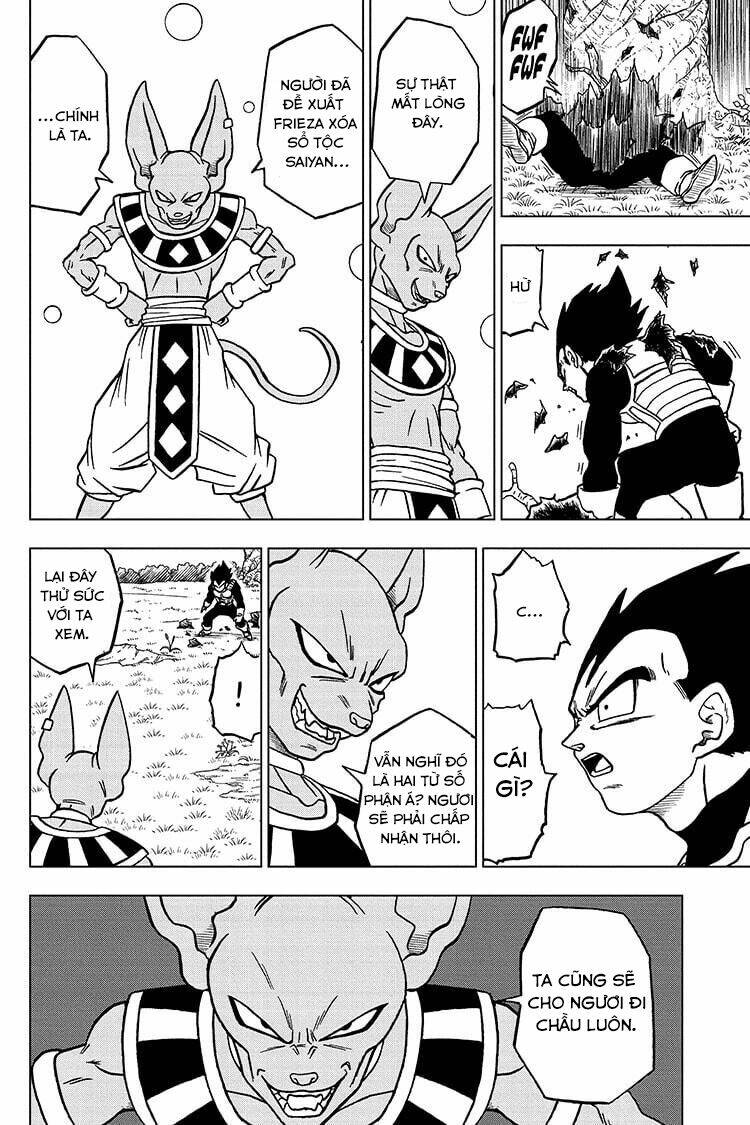 FWF
FWF
SỰ THẬT
MẤT LÒNG
ĐẤY.
NGƯỜI ĐÃ
ĐỀ XUẤT
FRIEZA XÓA
SỔ TỘC
SAIYAN...
...CHÍNH
LÀ TA.
HỪ
C...
CÁI
GÌ?
VẪN NGHĨ ĐÓ
LÀ HAI TỪ SỐ
PHẬN Á? NGƯƠI
SẼ PHẢI CHẤP
NHẬN THÔI.
!
LẠI ĐÂY
THỬ SỨC
VỚI TA
XEM.
TA CŨNG SẼ
CHO NGƯƠI ĐI
CHẦU LUÔN.